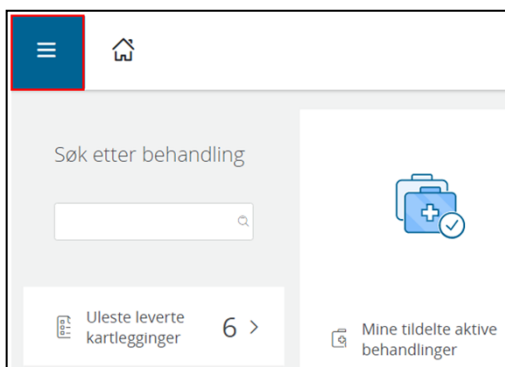 Søk etter behandling
Uleste leverte
kartlegginger
6
Mine tildelte aktive
behandlinger